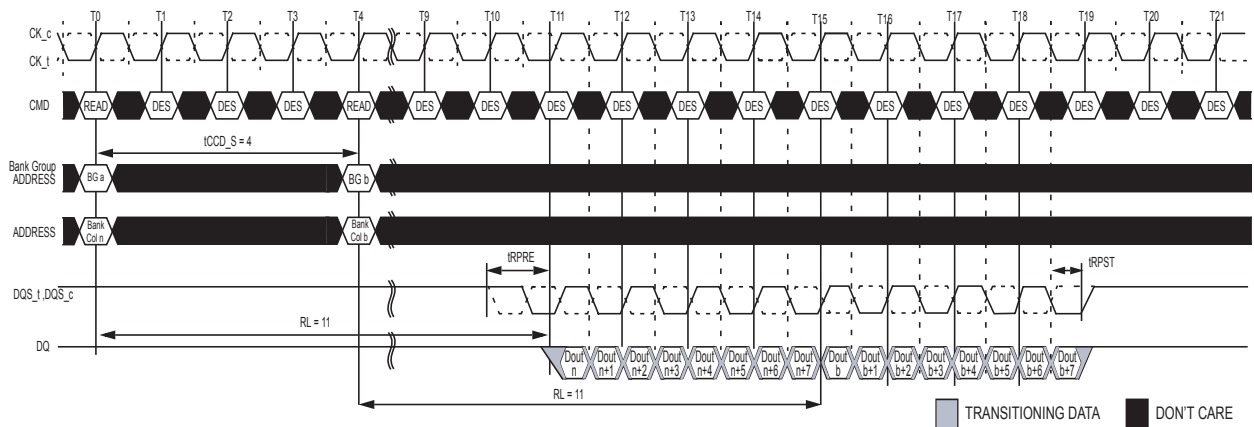 T0 T1 T2 T3 T4 T9 T10 T11 T12 T13 T14 T15 T16 T17 T18 T19 T20 T21
CK_c
CK_t
CMD READ DES DES DES READ DES DES DES DES DES DES DES DES DES DES DES DES DES
tCCD_S = 4
Bank Group
ADDRESS
BG a BG b
ADDRESS
Bank
Col n
Bank
Col b
tRPRE tRPST
DQS_t ,DQS_c
RL = 11
DQ
Dout
n
Dout
n+1
Dout
n+2
Dout
n+3
Dout
n+4
Dout
n+5
Dout
n+6
Dout
n+7
Dout
b
Dout
b+1
Dout
b+2
Dout
b+3
Dout
b+4
Dout
b+5
Dout
b+6
Dout
b+7
RL = 11
TRANSITIONING DATA DON'T CARE